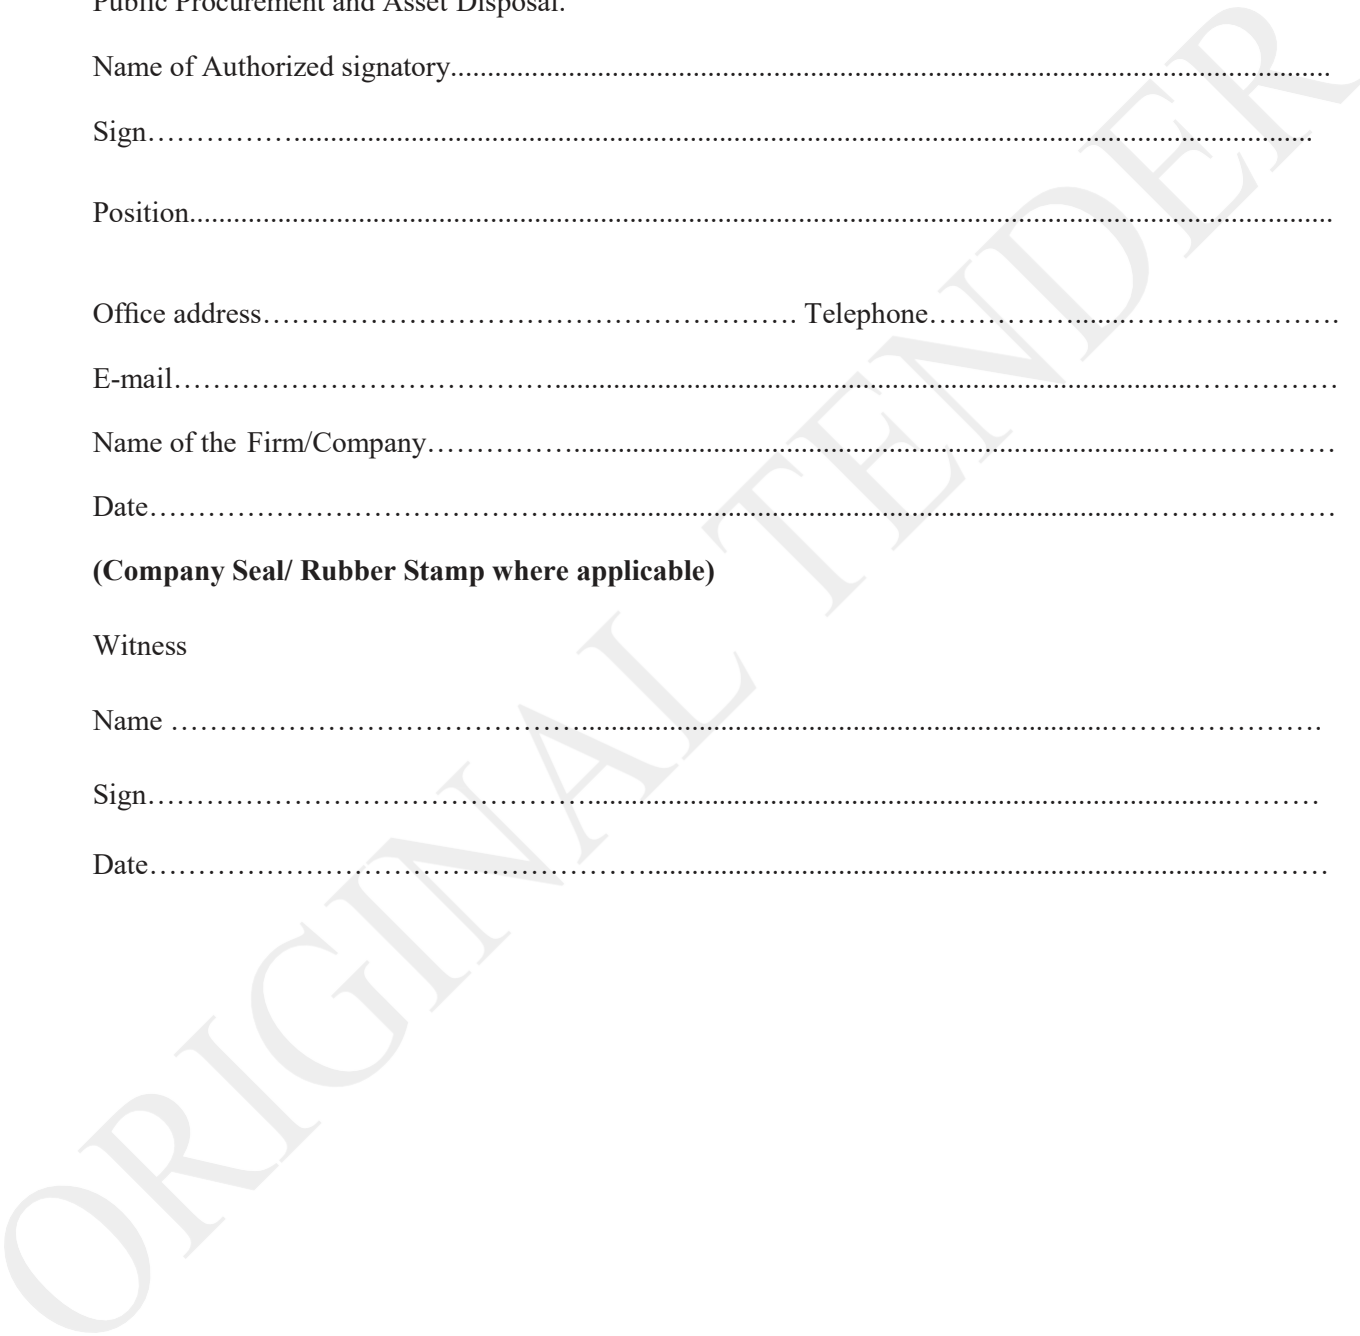 Public Procurement and Asset Disposal.
Name of Authorized signatory....................................................................................................................
Sign……………............................................................................................................................................
Position...........................................................................................................................................................
Office address………………………………………………. Telephone…………….....………………….
E-mail…………………………………........................................................................................……………
Name of the Firm/Company……………................................................................................………………
Date……………………………………..............................................................................…………………
(Company Seal/ Rubber Stamp where applicable)
Witness
Name ……………………………………........................................................................…………………….
Sign………………………………………........................................................................................………
Date……………………………………………..................................................................................………
ORIGINAL TENDER